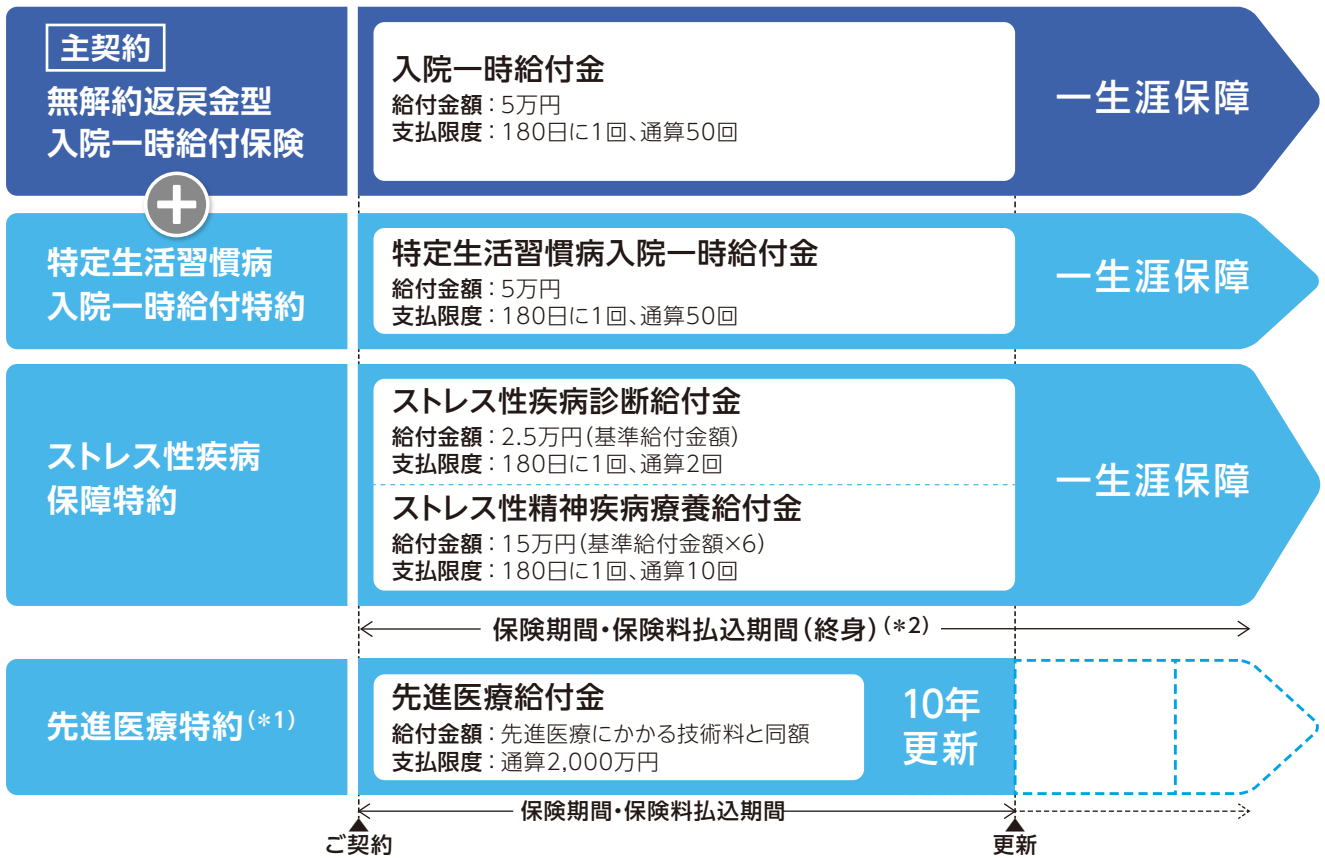 主契約
無解約返戻金型
入院一時給付保険
入院一時給付金
給付金額：5万円
支払限度：180日に1回、通算50回
一生涯保障
特定生活習慣病
入院一時給付特約
特定生活習慣病入院一時給付金
給付金額：5万円
支払限度：180日に1回、通算50回
一生涯保障
ストレス性疾病
保障特約
ストレス性疾病診断給付金
給付金額：2.5万円(基準給付金額)
支払限度：180日に1回、通算2回
ストレス性精神疾病療養給付金
給付金額：15万円(基準給付金額×6)
支払限度：180日に1回、通算10回
一生涯保障
保険期間・保険料払込期間(終身)(*2)
先進医療特約(*1)
先進医療給付金
給付金額：先進医療にかかる技術料と同額
支払限度：通算2,000万円
10年
更新
保険期間・保険料払込期間
ご契約
更新